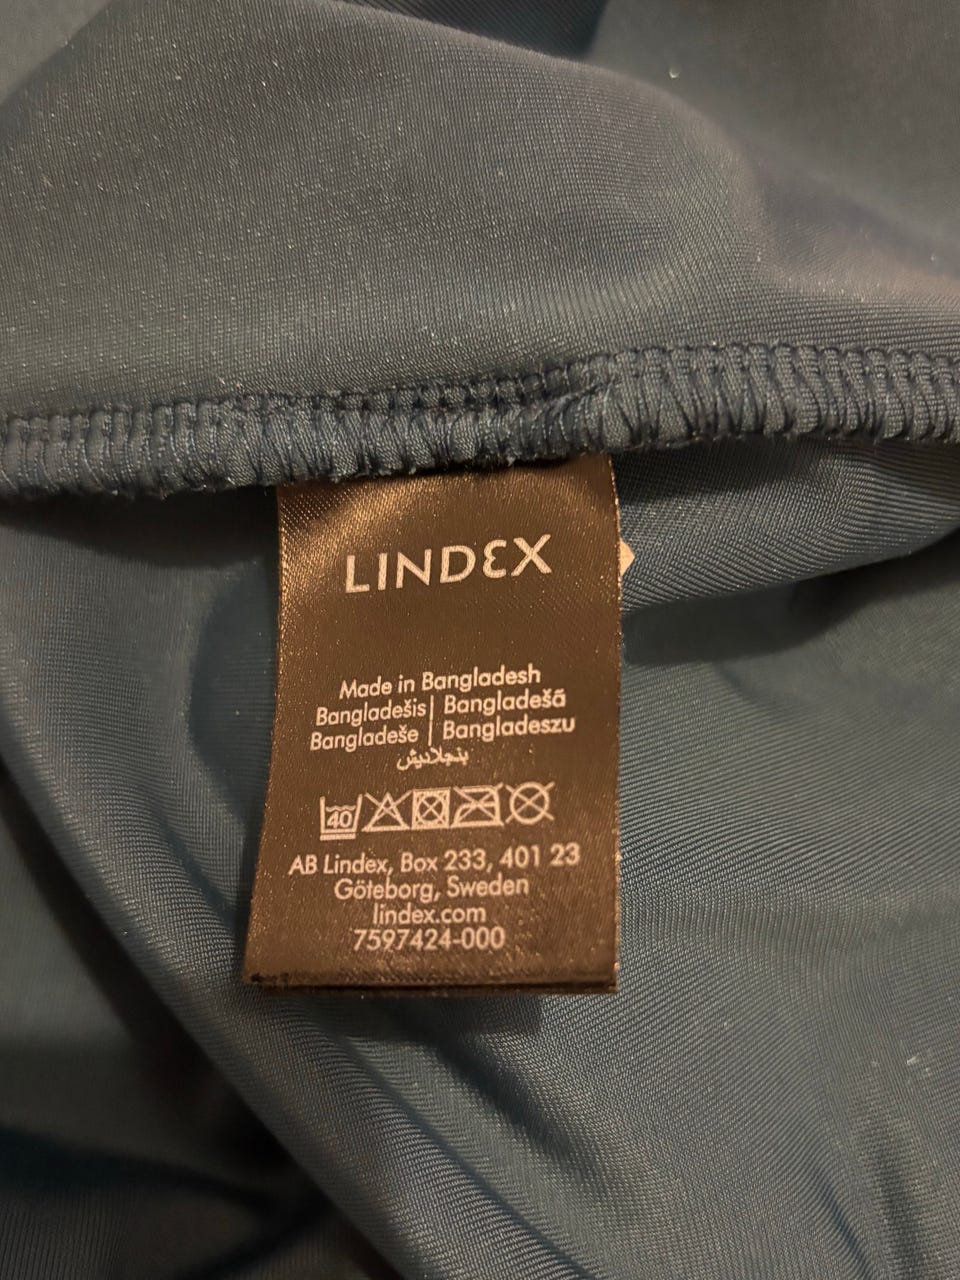 LINDEX
Made in Bangladesh
Bangladešis | Bangladešā
Bangladeše | Bangladeszu
بنجلاديش
40
AB Lindex, Box 233, 401 23
Göteborg, Sweden
lindex.com
7597424-000